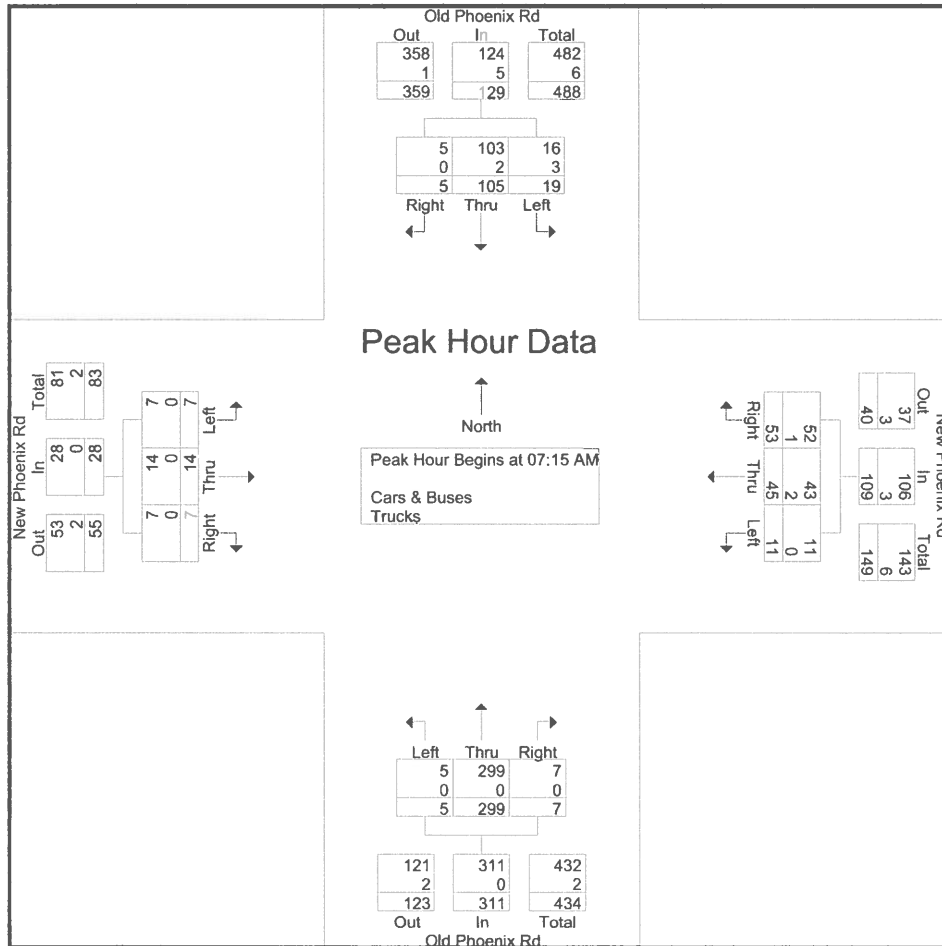 Old Phoenix Rd
Out In Total
358 124 482
1 5 6
359 129 488
5 103 16
0 2 3
5 105 19
Right Thru Left
Peak Hour Data
North
Peak Hour Begins at 07:15 AM
Cars & Buses
Trucks
New Phoenix Rd
Total In Out
81 28 53
2 0 2
83 28 55
7 14 7
0 0 0
7 14 7
Left Thru Right
New Phoenix Rd
Out In Total
37 106 143
3 3 6
40 109 149
52 43 11
1 2 0
53 45 11
Right Thru Left
Left Thru Right
5 299 7
0 0 0
5 299 7
121 311 432
2 0 2
123 311 434
Out In Total
Old Phoenix Rd